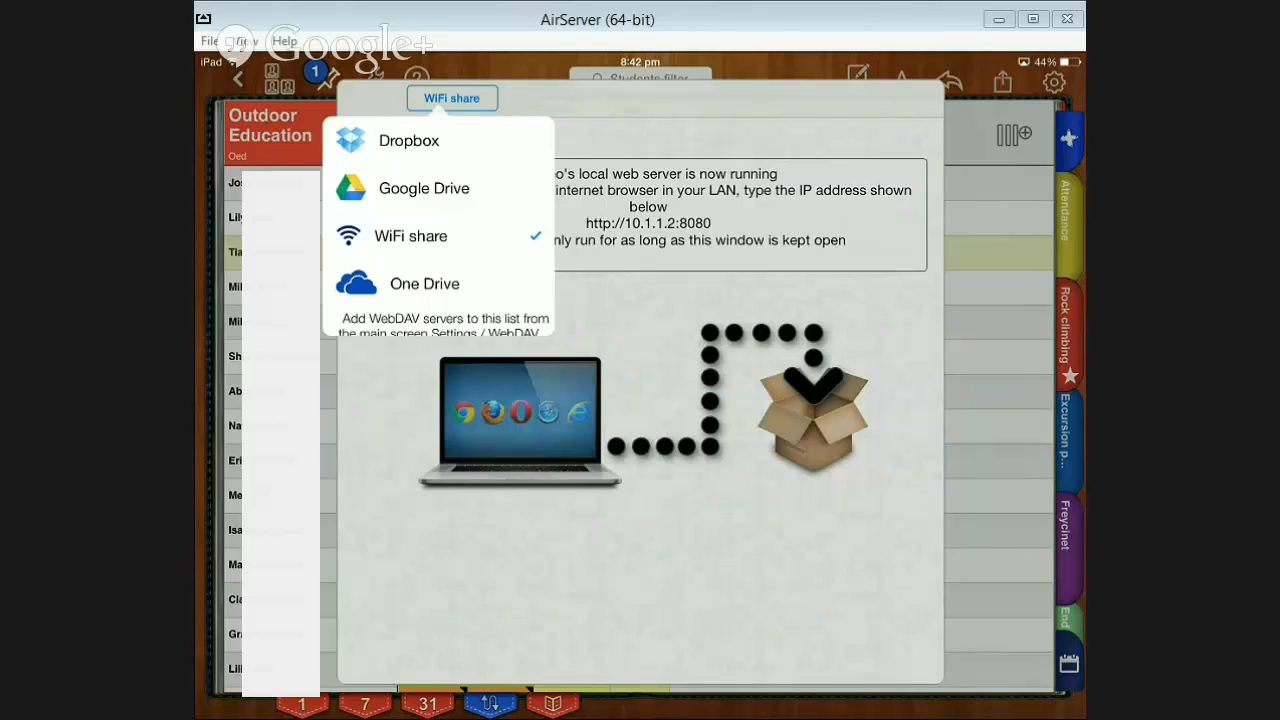 AirServer (64-bit)
File View Help
Google+
iPad
8:42 pm
44%
1
Students filter
WiFi share
Outdoor
Education
Oed
Dropbox
Google Drive
WiFi share
One Drive
Add WebDAV servers to this list from
the main screen Settings / WebDAV
local web server is now running
internet browser in your LAN, type the IP address shown
below
http://10.1.1.2:8080
run for as long as this window is kept open
Attendance
Rock climbing
Excursion p...
Freycinet
End
1
7
31